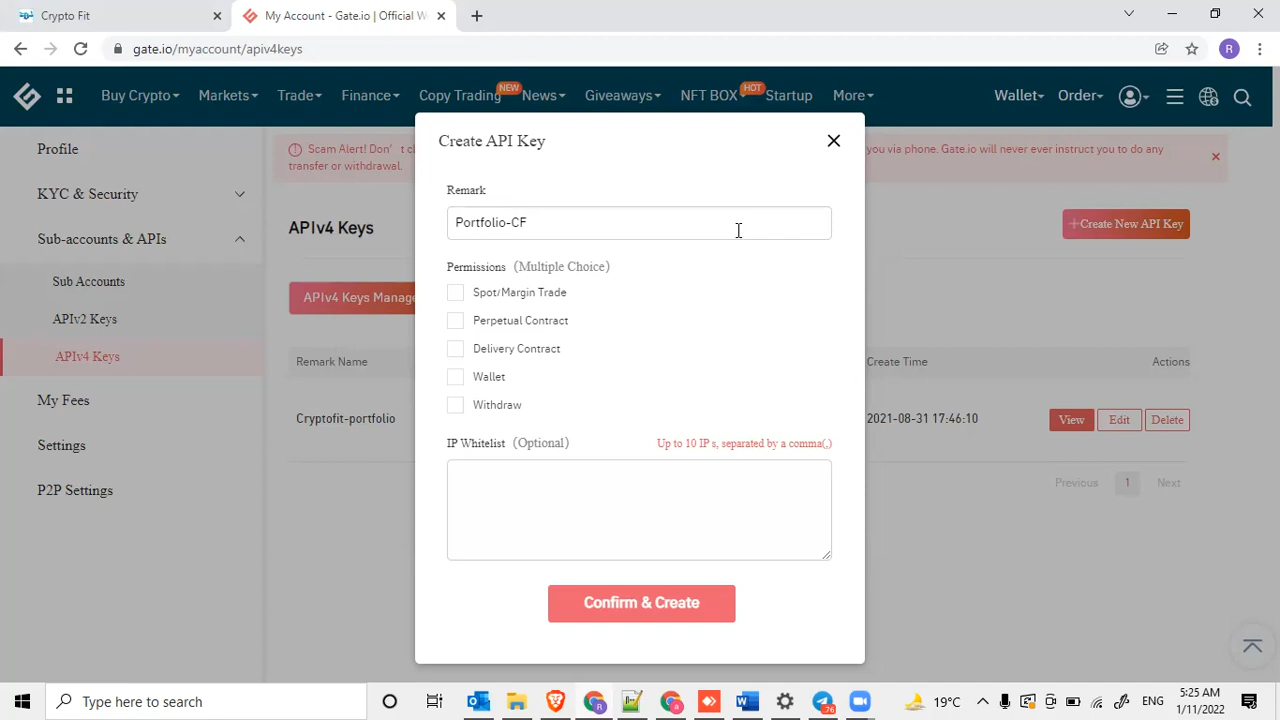 Crypto Fit
My Account - Gate.io | Official W
gate.io/myaccount/apiv4keys
R
Buy Crypto
Markets
Trade
Finance
Copy Trading
NEW
News
Giveaways
NFT BOX
HOT
Startup
More
Wallet
Order
Profile
KYC & Security
Sub-accounts & APIs
Sub Accounts
APIv2 Keys
APIv4 Keys
My Fees
Settings
P2P Settings
Scam Alert! Don't cl
you via phone. Gate.io will never ever instruct you to do any
transfer or withdrawal.
APIv4 Keys
+Create New API Key
APIv4 Keys Manage
Remark Name
Create Time
Actions
Cryptofit-portfolio
2021-08-31 17:46:10
View
Edit
Delete
Previous
1
Next
Create API Key
Remark
Portfolio-CF
Permissions (Multiple Choice)
Spot/Margin Trade
Perpetual Contract
Delivery Contract
Wallet
Withdraw
IP Whitelist (Optional)
Up to 10 IP s, separated by a comma(,)
Confirm & Create
Type here to search
76
19°C
ENG
5:25 AM
1/11/2022